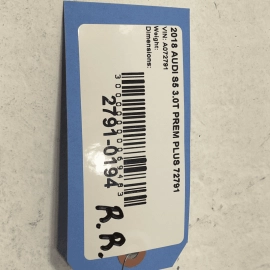 2018 AUDI S5 3.0T PREM PLUS 72791
VIN: A072791
Weight:
Dimensions:
2791-0194
R.R.